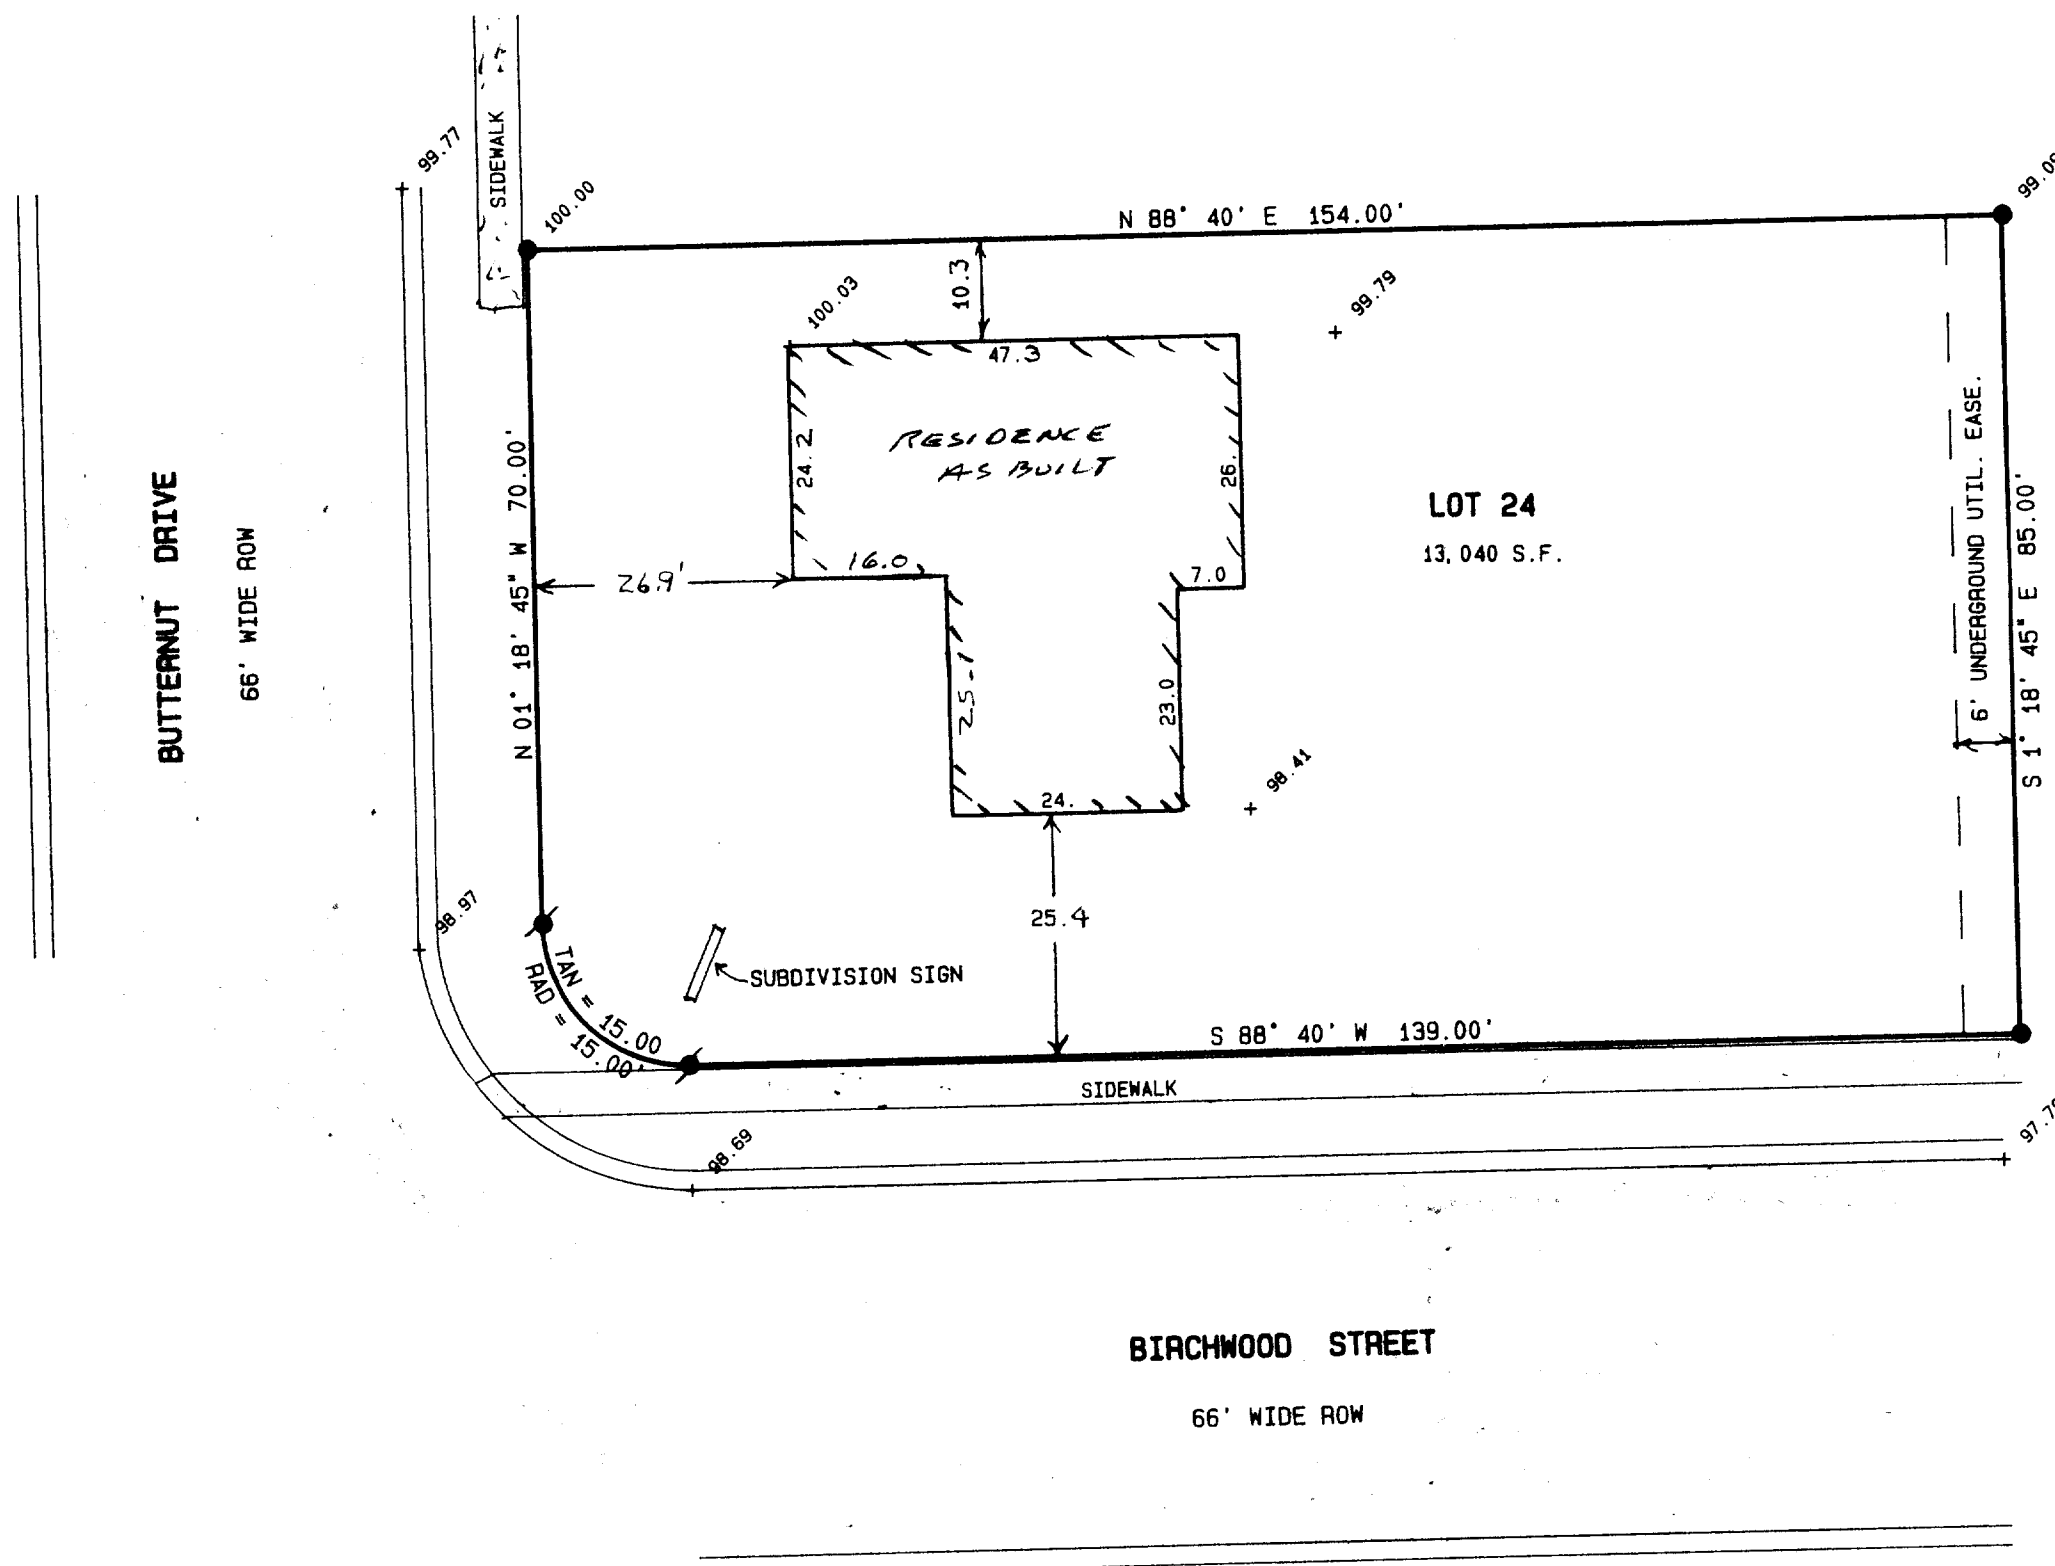 SIDEWALK
99.77
100.00
N 88° 40' E 154.00'
10.3
100.03
99.79
47.3
RESIDENCE
AS BUILT
24.2
26.
LOT 24
13,040 S.F.
16.0
7.0
26.9'
25.1
23.0
24.
98.41
N 01° 18' 45" W 70.00'
BUTTERNUT DRIVE
66' WIDE ROW
6' UNDERGROUND UTIL. EASE.
S 1° 18' 45" E 85.00'
98.97
TAN = 15.00
RAD = 15.00'
SUBDIVISION SIGN
25.4
S 88° 40' W 139.00'
SIDEWALK
98.69
BIRCHWOOD STREET
66' WIDE ROW